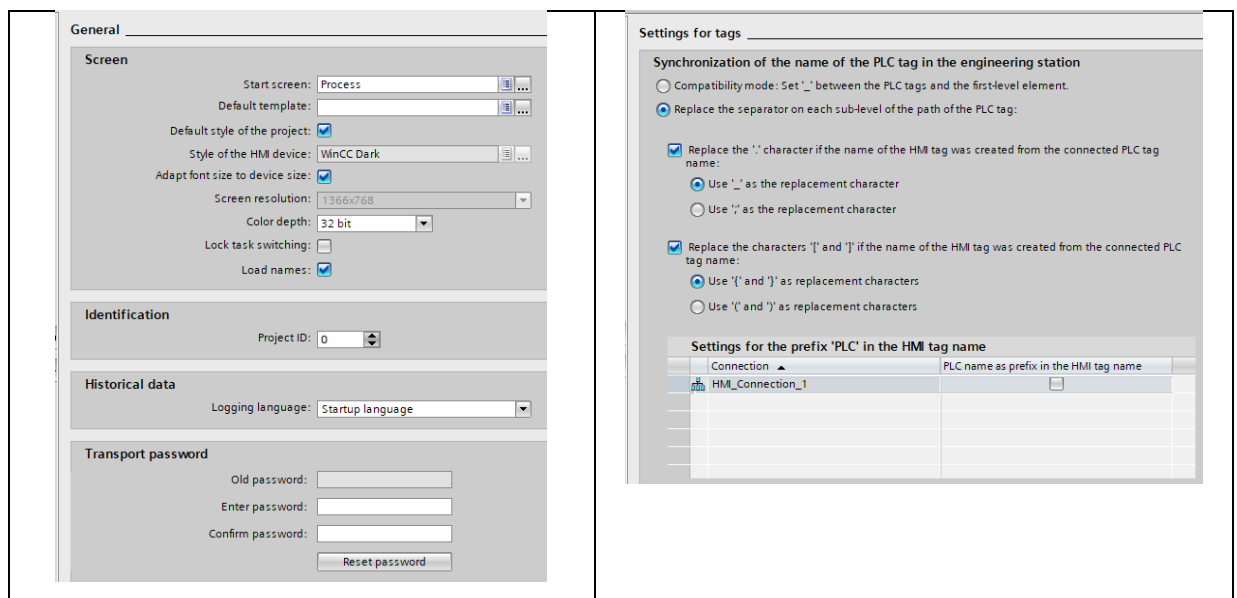 General
Screen
Start screen: Process
Default template:
Default style of the project:
Style of the HMI device: WinCC Dark
Adapt font size to device size:
Screen resolution: 1366x768
Color depth: 32 bit
Lock task switching:
Load names:
Identification
Project ID: 0
Historical data
Logging language: Startup language
Transport password
Old password:
Enter password:
Confirm password:
Reset password
Settings for tags
Synchronization of the name of the PLC tag in the engineering station
Compatibility mode: Set '_' between the PLC tags and the first-level element.
Replace the separator on each sub-level of the path of the PLC tag:
Replace the '.' character if the name of the HMI tag was created from the connected PLC tag
name:
Use '_' as the replacement character
Use ';' as the replacement character
Replace the characters '[' and ']' if the name of the HMI tag was created from the connected PLC
tag name:
Use '{' and '}' as replacement characters
Use '(' and ')' as replacement characters
Settings for the prefix 'PLC' in the HMI tag name
Connection PLC name as prefix in the HMI tag name
HMI_Connection_1